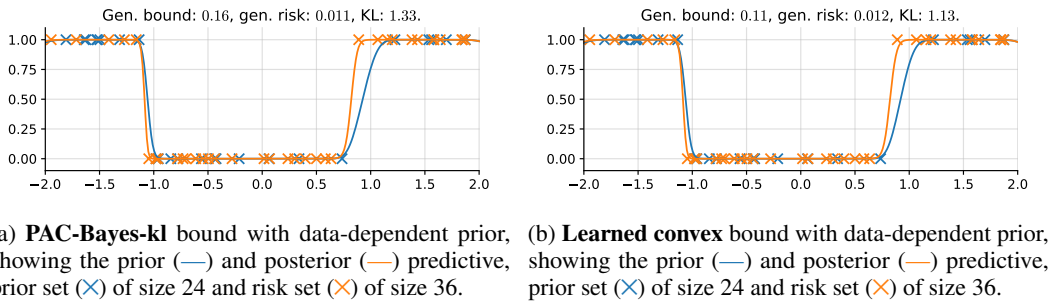 Gen. bound: 0.16, gen. risk: 0.011, KL: 1.33.
1.00
0.75
0.50
0.25
0.00
−2.0 −1.5 −1.0 −0.5 0.0 0.5 1.0 1.5 2.0
a) PAC-Bayes-kl bound with data-dependent prior,
showing the prior (—) and posterior (—) predictive,
prior set (×) of size 24 and risk set (×) of size 36.
Gen. bound: 0.11, gen. risk: 0.012, KL: 1.13.
1.00
0.75
0.50
0.25
0.00
−2.0 −1.5 −1.0 −0.5 0.0 0.5 1.0 1.5 2.0
(b) Learned convex bound with data-dependent prior,
showing the prior (—) and posterior (—) predictive,
prior set (×) of size 24 and risk set (×) of size 36.